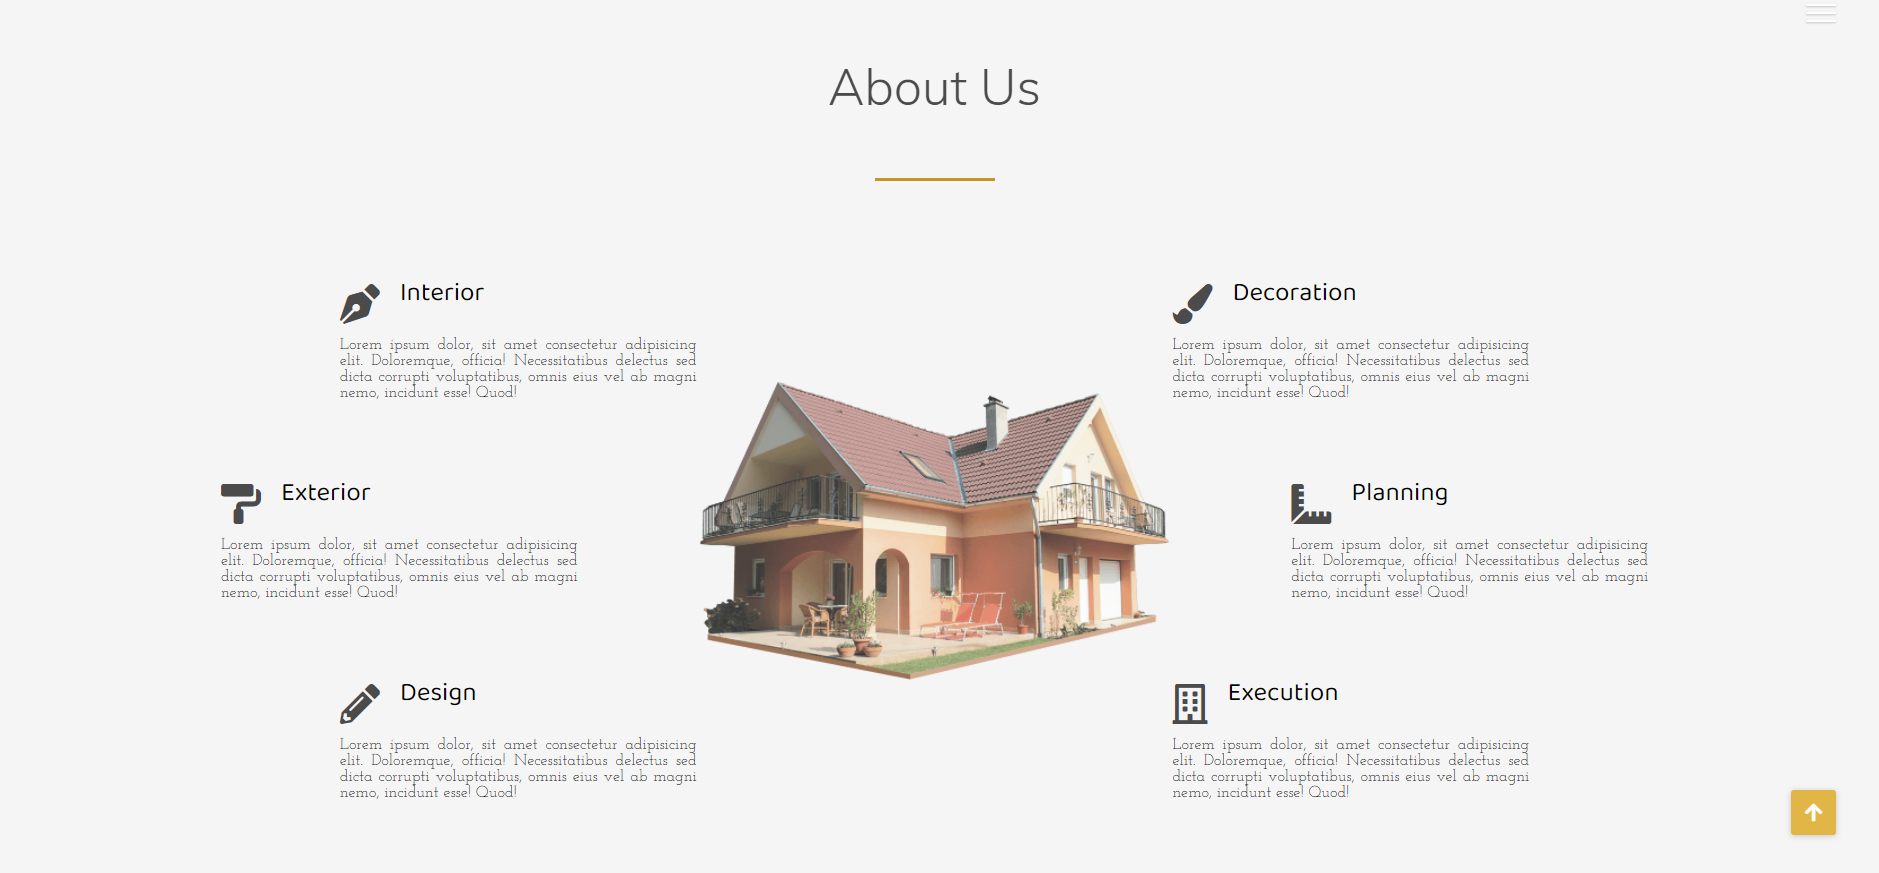 About Us
Interior
Lorem ipsum dolor, sit amet consectetur adipisicing
elit. Doloremque, officia! Necessitatibus delectus sed
dicta corrupti voluptatibus, omnis eius vel ab magni
nemo, incidunt esse! Quod!
Decoration
Lorem ipsum dolor, sit amet consectetur adipisicing
elit. Doloremque, officia! Necessitatibus delectus sed
dicta corrupti voluptatibus, omnis eius vel ab magni
nemo, incidunt esse! Quod!
Exterior
Lorem ipsum dolor, sit amet consectetur adipisicing
elit. Doloremque, officia! Necessitatibus delectus sed
dicta corrupti voluptatibus, omnis eius vel ab magni
nemo, incidunt esse! Quod!
Planning
Lorem ipsum dolor, sit amet consectetur adipisicing
elit. Doloremque, officia! Necessitatibus delectus sed
dicta corrupti voluptatibus, omnis eius vel ab magni
nemo, incidunt esse! Quod!
Design
Lorem ipsum dolor, sit amet consectetur adipisicing
elit. Doloremque, officia! Necessitatibus delectus sed
dicta corrupti voluptatibus, omnis eius vel ab magni
nemo, incidunt esse! Quod!
Execution
Lorem ipsum dolor, sit amet consectetur adipisicing
elit. Doloremque, officia! Necessitatibus delectus sed
dicta corrupti voluptatibus, omnis eius vel ab magni
nemo, incidunt esse! Quod!